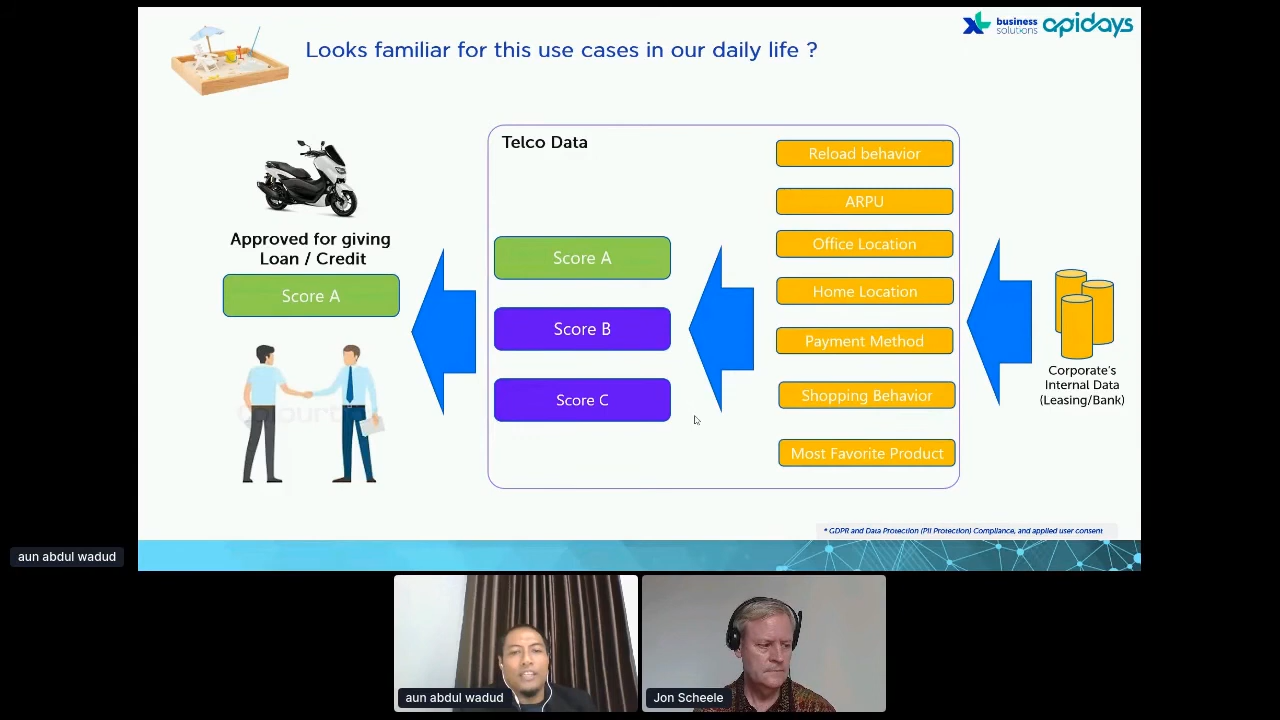 Looks familiar for this use cases in our daily life ?
XL business
solutions
apidays
Approved for giving
Loan / Credit
Score A
Telco Data
Score A
Score B
Score C
Reload behavior
ARPU
Office Location
Home Location
Payment Method
Shopping Behavior
Most Favorite Product
Corporate's
Internal Data
(Leasing/Bank)
* GDPR and Data Protection (PII Protection) Compliance, and applied user consent
aun abdul wadud
aun abdul wadud
Jon Scheele